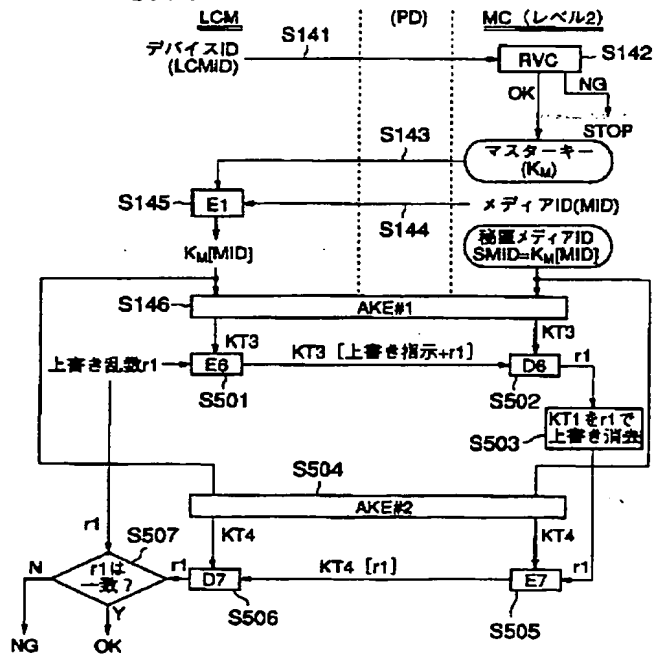 LCM
(PD)
MC (レベル2)
デバイスID
(LCMID)
S141
RVC
S142
OK
NG
STOP
S143
マスターキー
(KM)
S145
E1
S144
メディアID(MID)
KM[MID]
秘匿メディアID
SMID=KM[MID]
S146
AKE#1
KT3
KT3
上書き乱数r1
E6
KT3 [上書き指示+r1]
D6
r1
S501
S502
S503
KT1をr1で
上書き消去
S504
AKE#2
r1
S507
KT4
KT4
N
r1は
一致?
r1
D7
KT4 [r1]
E7
r1
Y
S506
S505
NG
OK